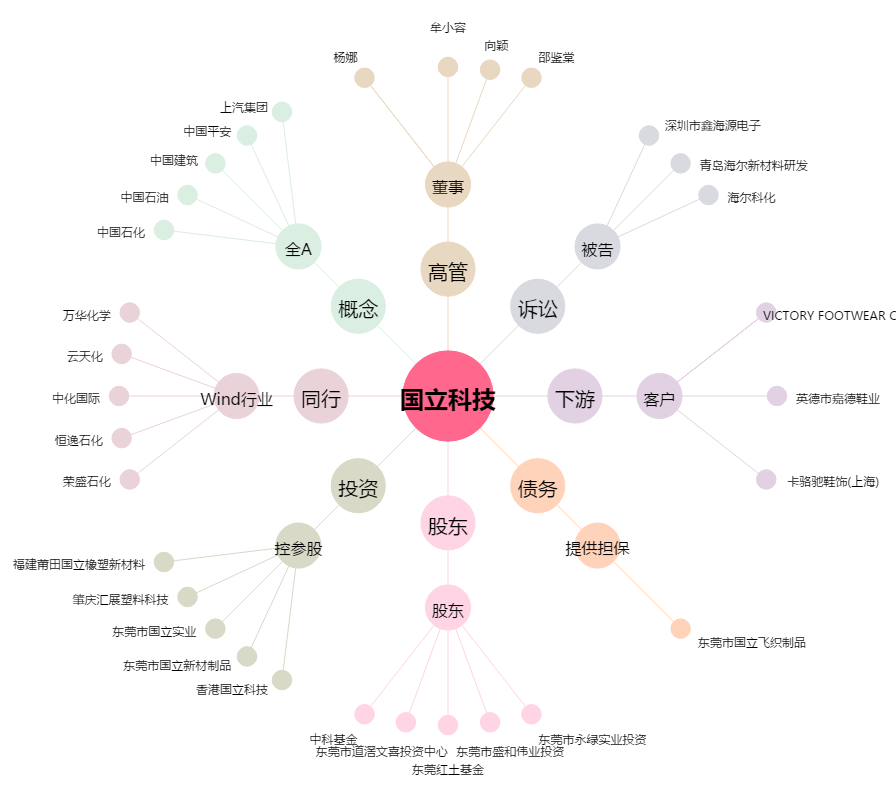 牟小容
向颖
杨娜
邵鉴棠
上汽集团
中国平安
中国建筑
中国石油
中国石化
深圳市鑫海源电子
青岛海尔新材料研发
海尔科化
董事
全A
被告
高管
概念
诉讼
万华化学
云天化
中化国际
恒逸石化
荣盛石化
Wind行业
同行
国立科技
下游
客户
VICTORY FOOTWEAR C
英德市嘉德鞋业
卡骆驰鞋饰(上海)
投资
债务
股东
控参股
提供担保
福建莆田国立橡塑新材料
肇庆汇展塑料科技
东莞市国立实业
东莞市国立新材制品
香港国立科技
股东
东莞市国立飞织制品
中科基金
东莞市道滘文喜投资中心
东莞红土基金
东莞市盛和伟业投资
东莞市永绿实业投资